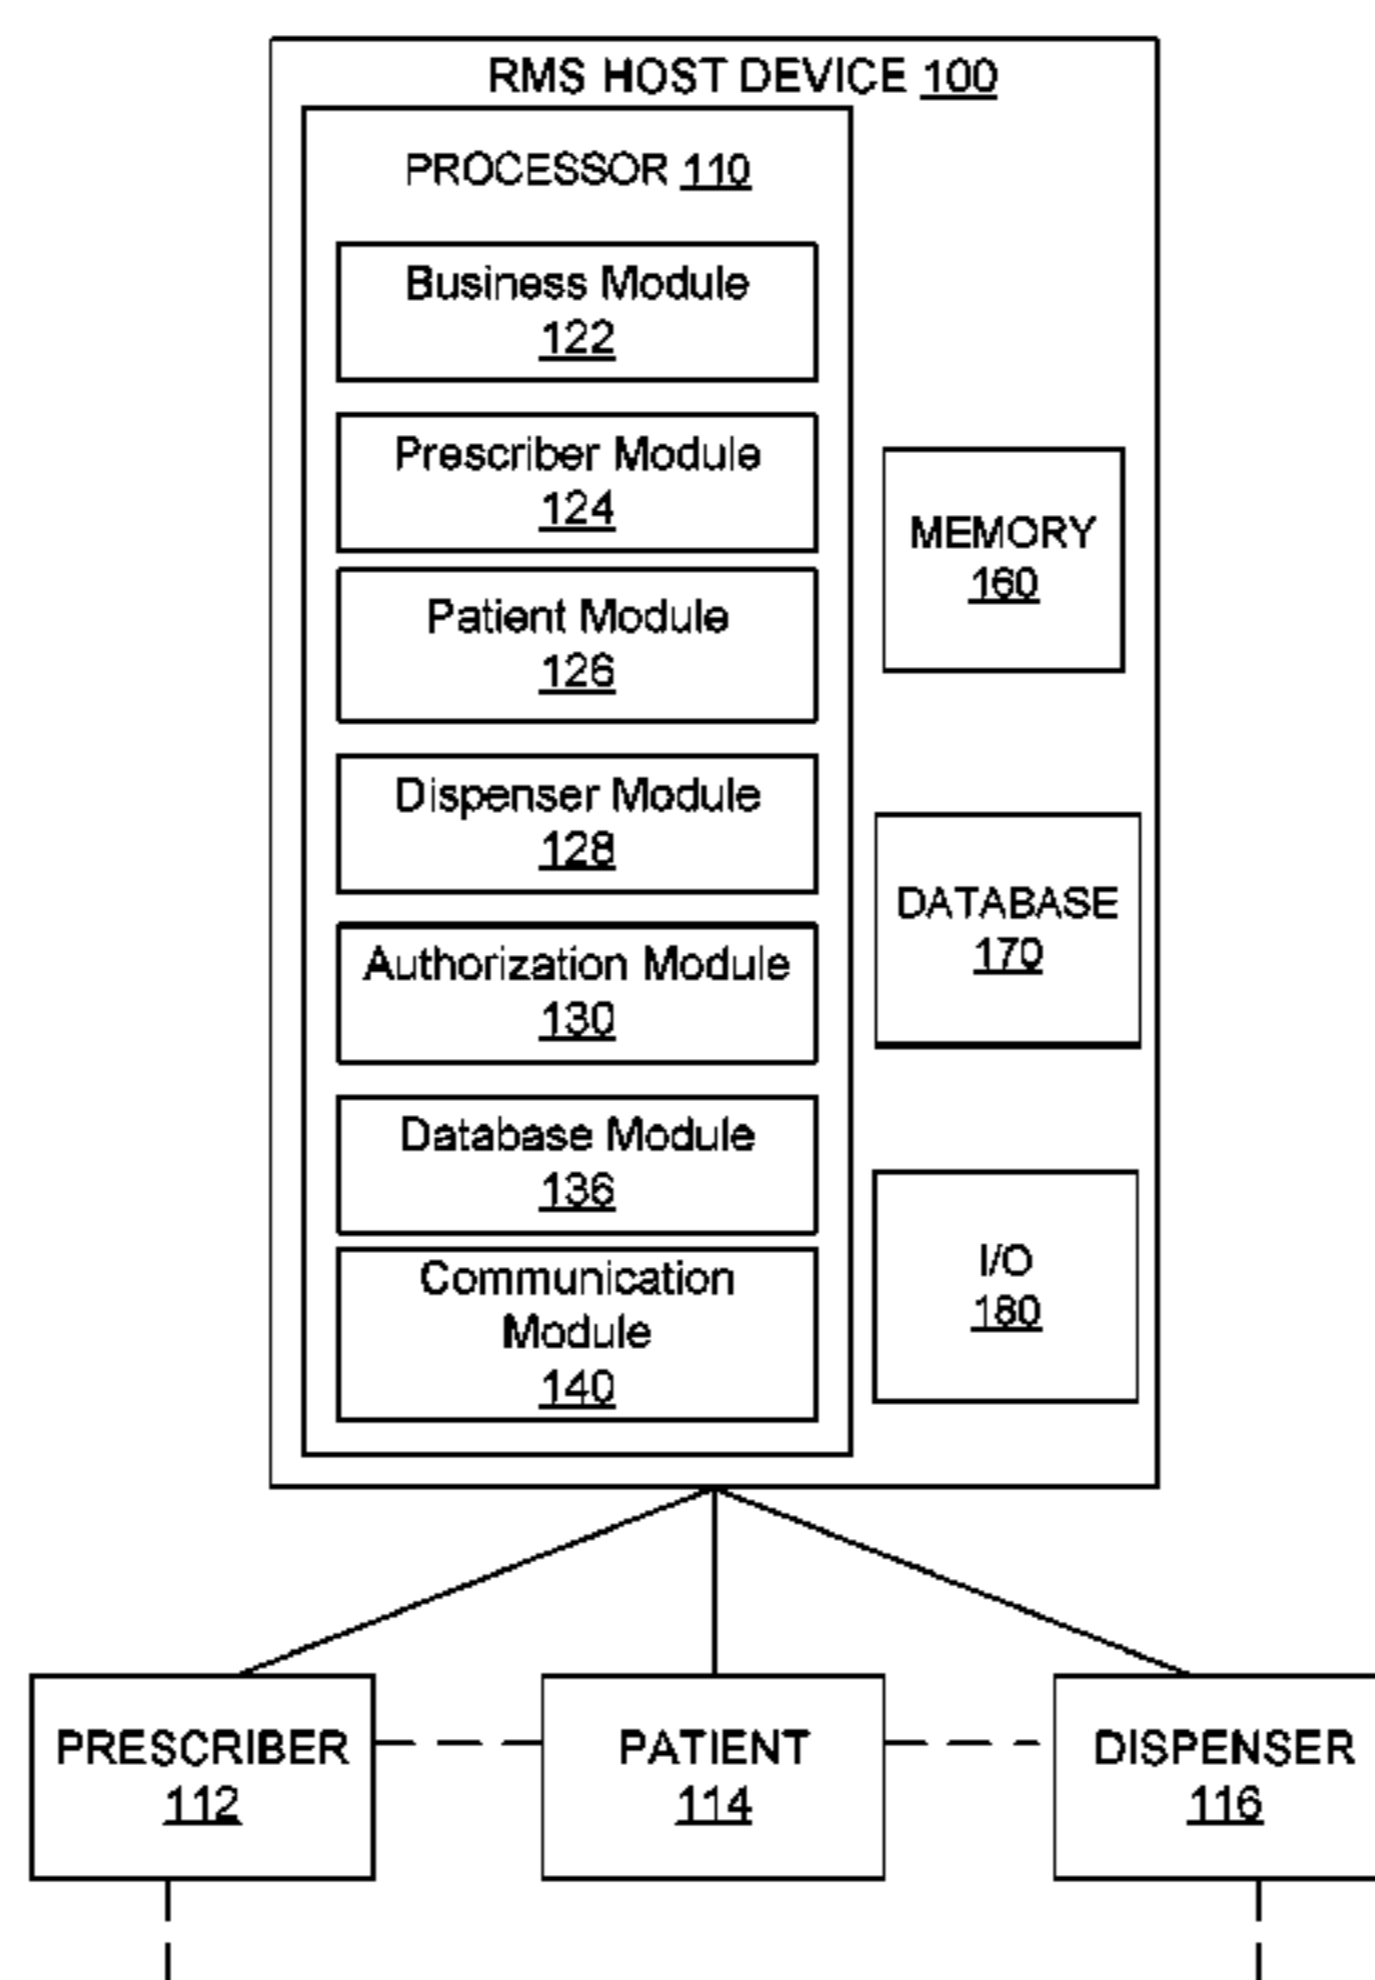 RMS HOST DEVICE 100
PROCESSOR 110
Business Module
122
Prescriber Module
124
Patient Module
126
Dispenser Module
128
Authorization Module
130
Database Module
136
Communication
Module
140
MEMORY
160
DATABASE
170
I/O
180
PRESCRIBER
112
PATIENT
114
DISPENSER
116